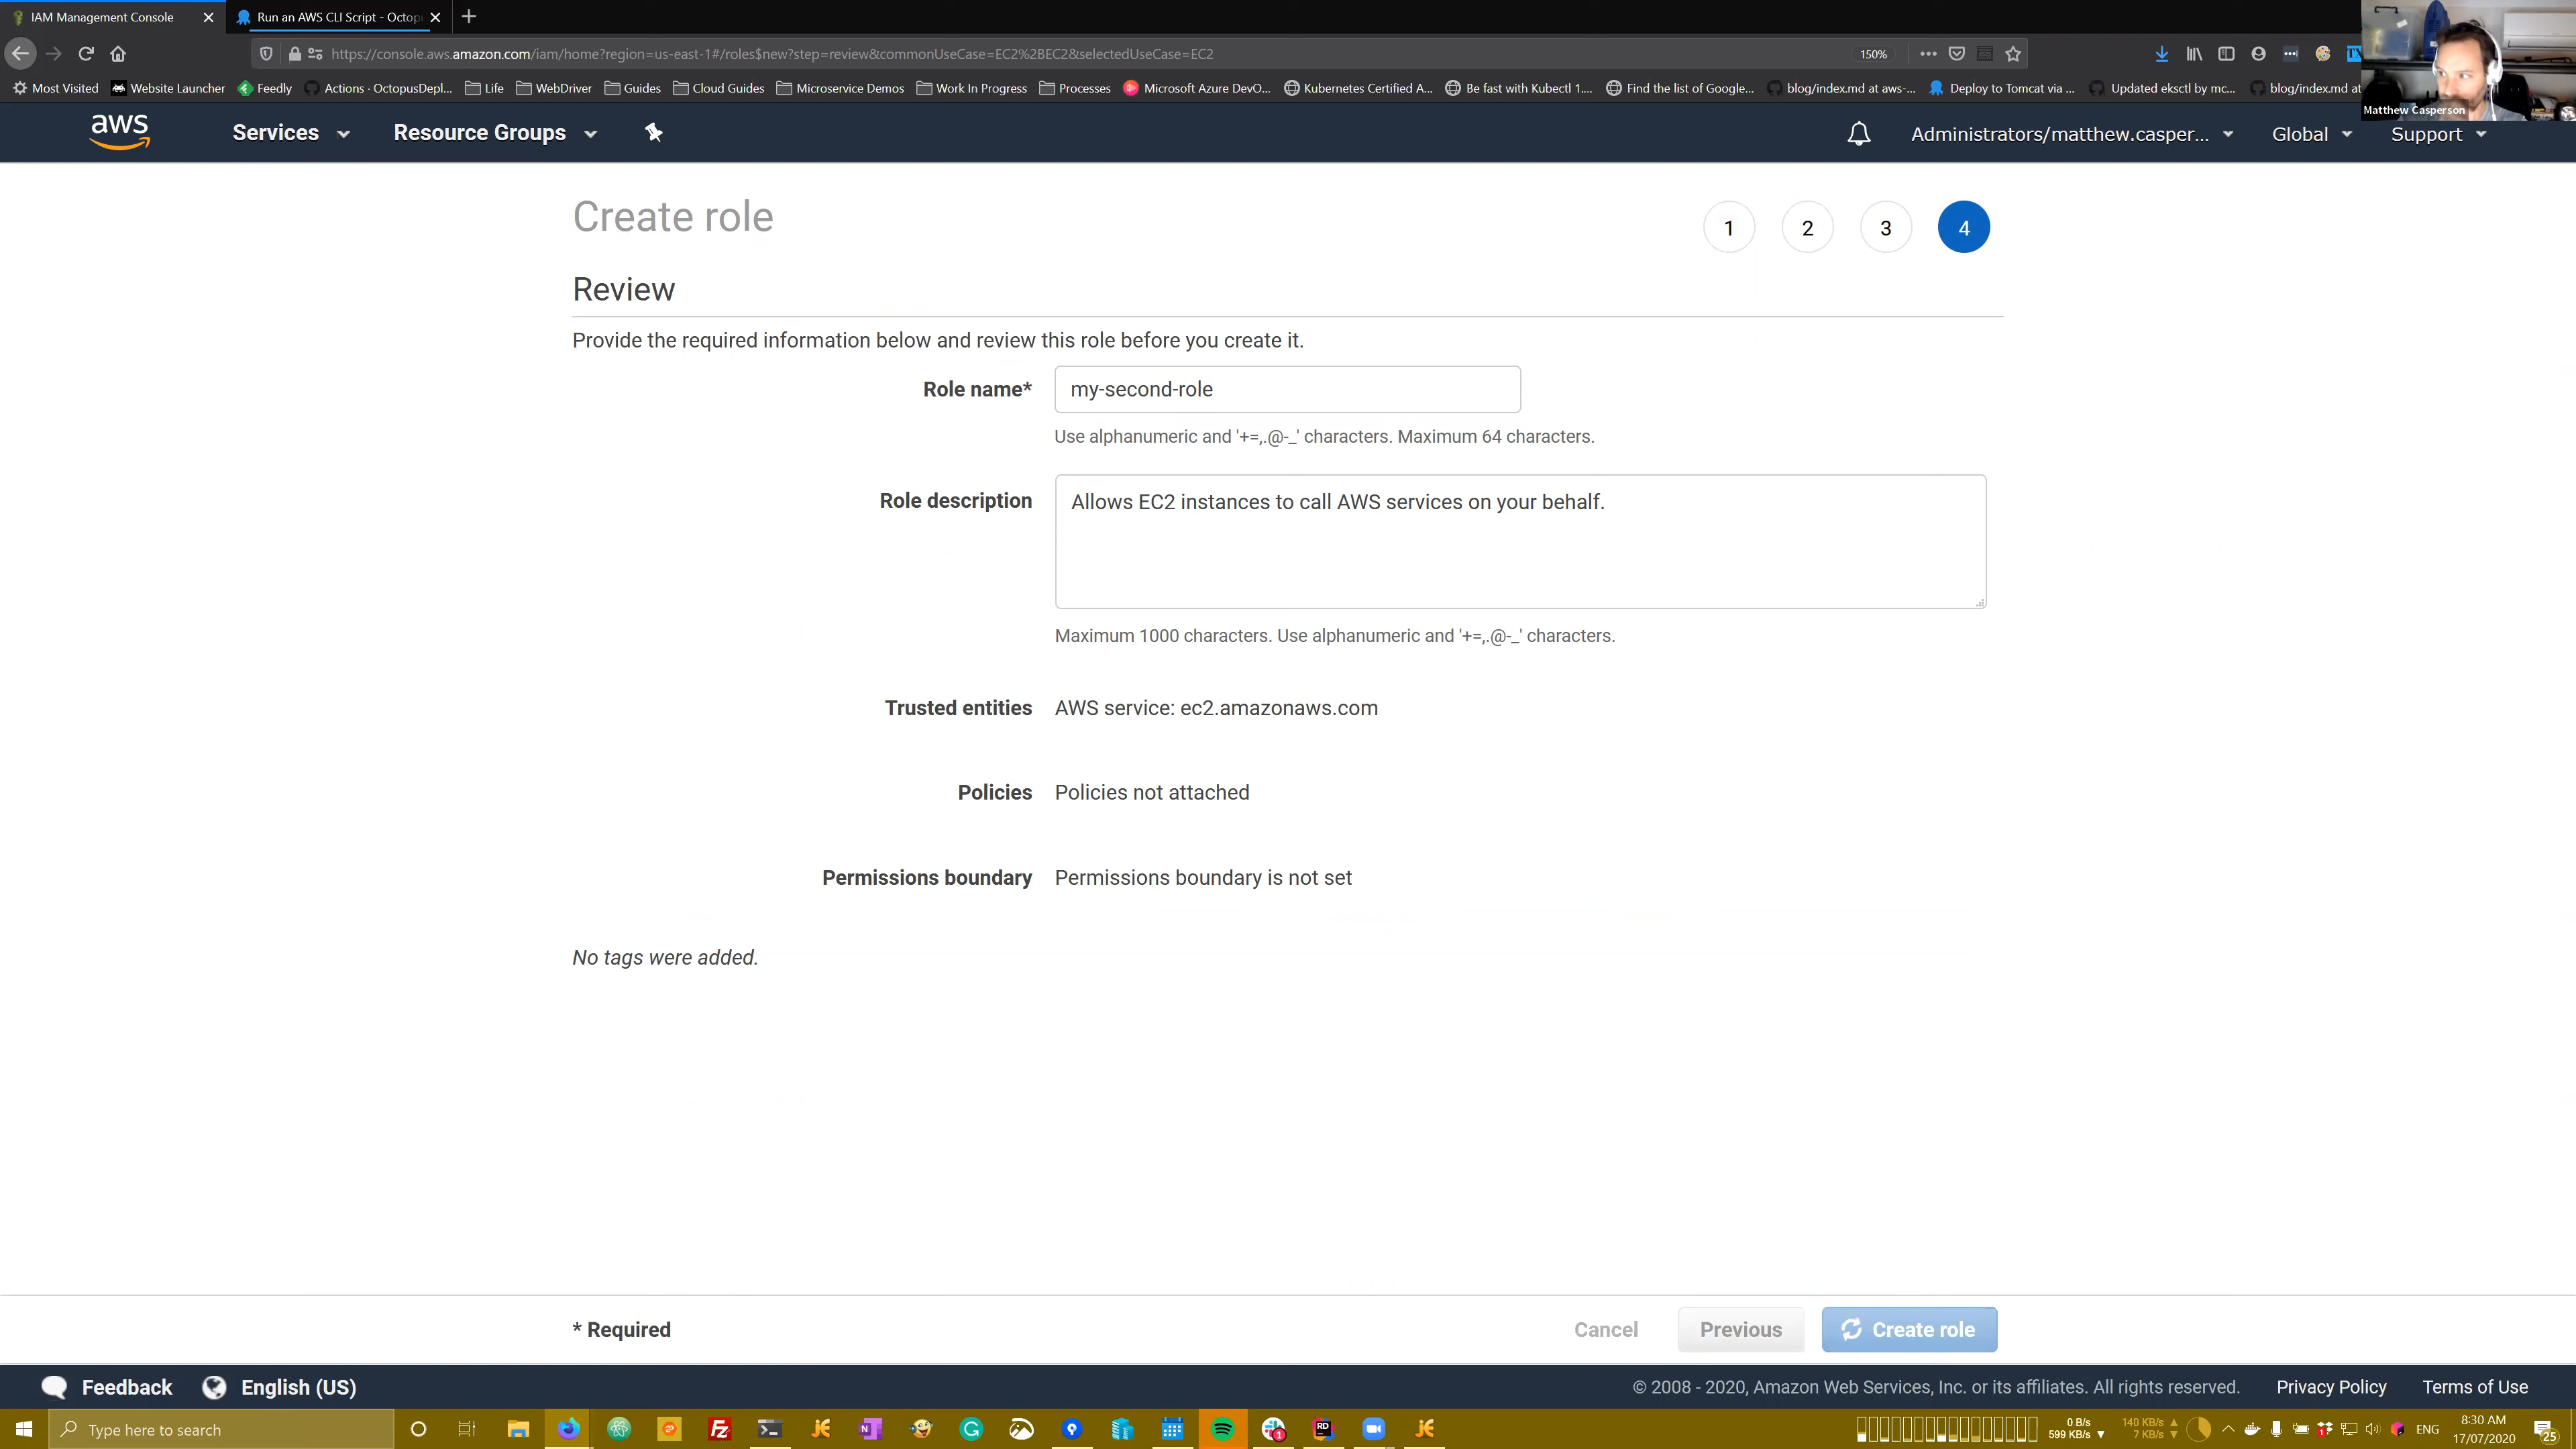 IAM Management Console
Run an AWS CLI Script - Octop
https://console.aws.amazon.com/iam/home?region=us-east-1#/roles$new?step=review&commonUseCase=EC2%2BEC2&selectedUseCase=EC2
150%
Most Visited
Website Launcher
Feedly
Actions · OctopusDepl...
Life
WebDriver
Guides
Cloud Guides
Microservice Demos
Work In Progress
Processes
Microsoft Azure DevO...
Kubernetes Certified A...
Be fast with Kubectl 1....
Find the list of Google...
blog/index.md at aws-...
Deploy to Tomcat via ...
Updated eksctl by mc...
blog/index.md at
Matthew Casperson
aws
Services
Resource Groups
Administrators/matthew.casper...
Global
Support
Create role
1
2
3
4
Review
Provide the required information below and review this role before you create it.
Role name*
my-second-role
Use alphanumeric and '+=,.@-_' characters. Maximum 64 characters.
Role description
Allows EC2 instances to call AWS services on your behalf.
Maximum 1000 characters. Use alphanumeric and '+=,.@-_' characters.
Trusted entities
AWS service: ec2.amazonaws.com
Policies
Policies not attached
Permissions boundary
Permissions boundary is not set
No tags were added.
* Required
Cancel
Previous
Create role
Feedback
English (US)
© 2008 - 2020, Amazon Web Services, Inc. or its affiliates. All rights reserved.
Privacy Policy
Terms of Use
Type here to search
0 B/s
599 KB/s
140 KB/s
7 KB/s
ENG
8:30 AM
17/07/2020
25